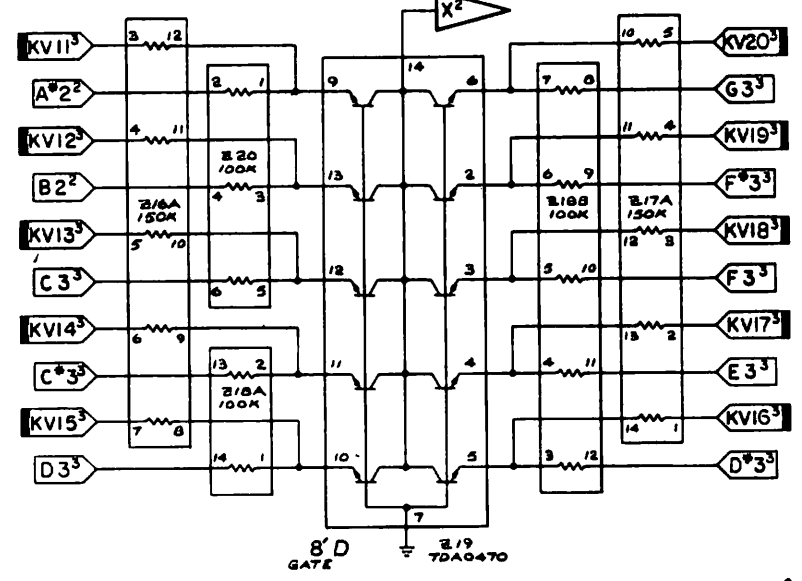 X²
KV11³ 3 12 10 5 KV20³
14
A#2² 2 1 9 6 7 8 G3³
KV12³ 4 11 11 4 KV19³
Z20
100K
B2² 4 3 13 2 6 9 F#3³
Z16A
150K
Z18B
100K
Z17A
150K
KV13³ 5 10 12 3 KV18³
C3³ 6 5 12 3 5 10 F3³
KV14³ 6 9 13 2 KV17³
C#3³ 13 2 11 4 4 11 E3³
Z18A
100K
KV15³ 7 8 14 1 KV16³
D3³ 14 1 10 5 3 12 D#3³
7
8' D
GATE
Z19
TDA0470